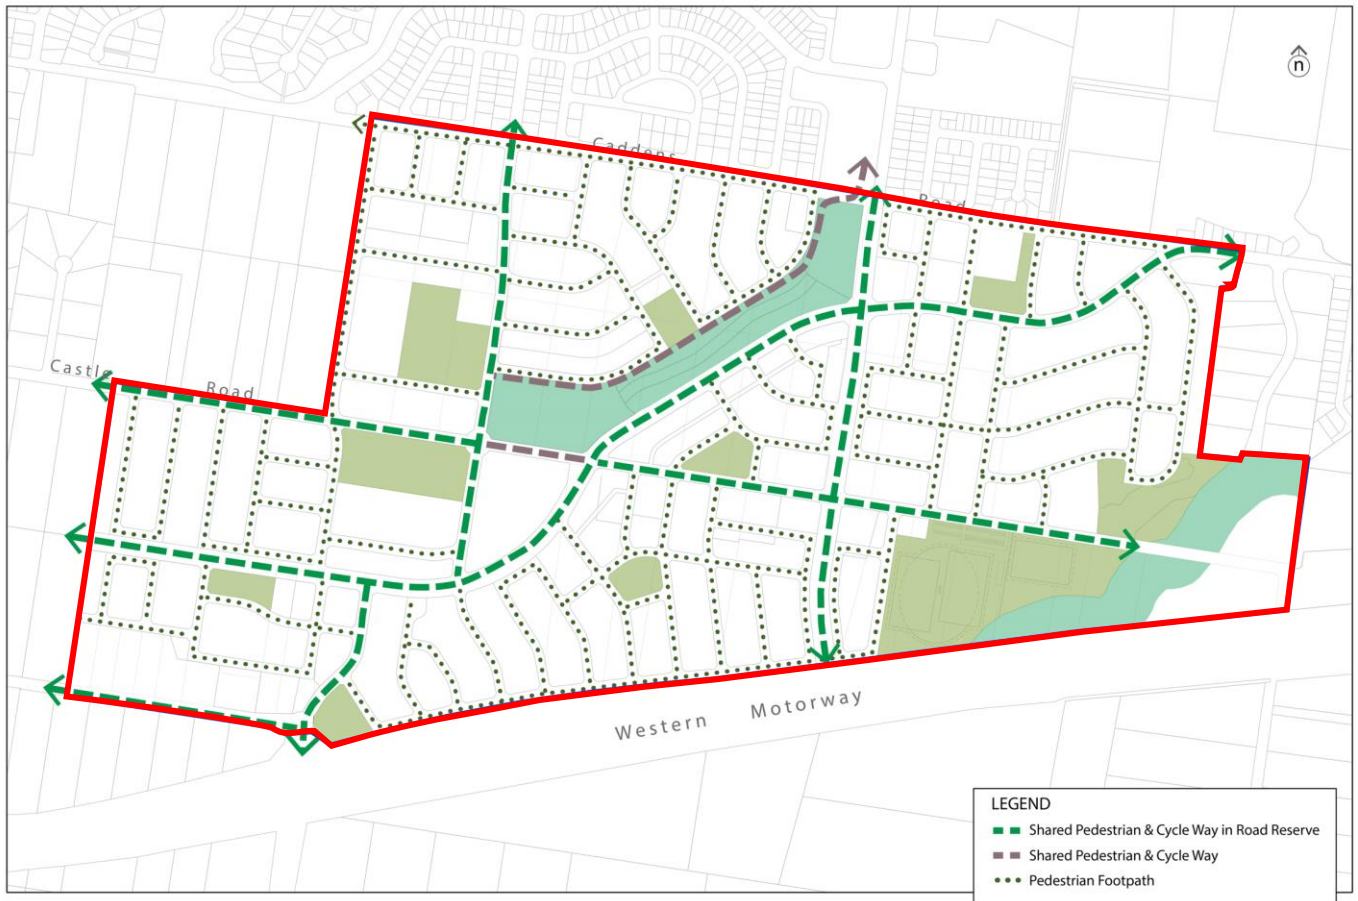 n
Caddens
Road
Castle
Road
Western Motorway
LEGEND
Shared Pedestrian & Cycle Way in Road Reserve
Shared Pedestrian & Cycle Way
Pedestrian Footpath